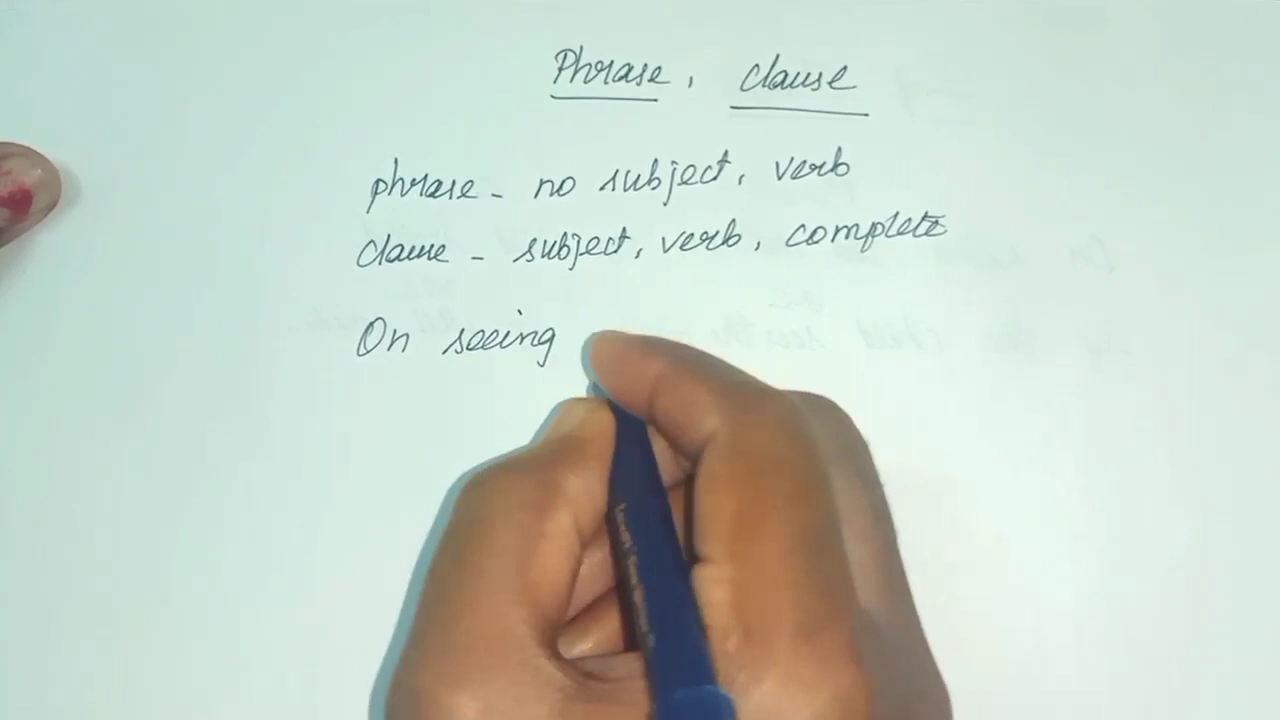 Phrase, clause
phrase - no subject, verb
clause - subject, verb, complete
On seeing